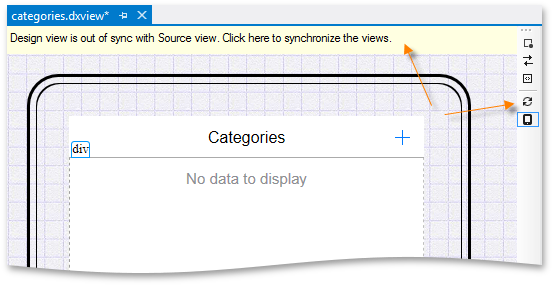 categories.dxview*
Design view is out of sync with Source view. Click here to synchronize the views.
Categories
div
No data to display